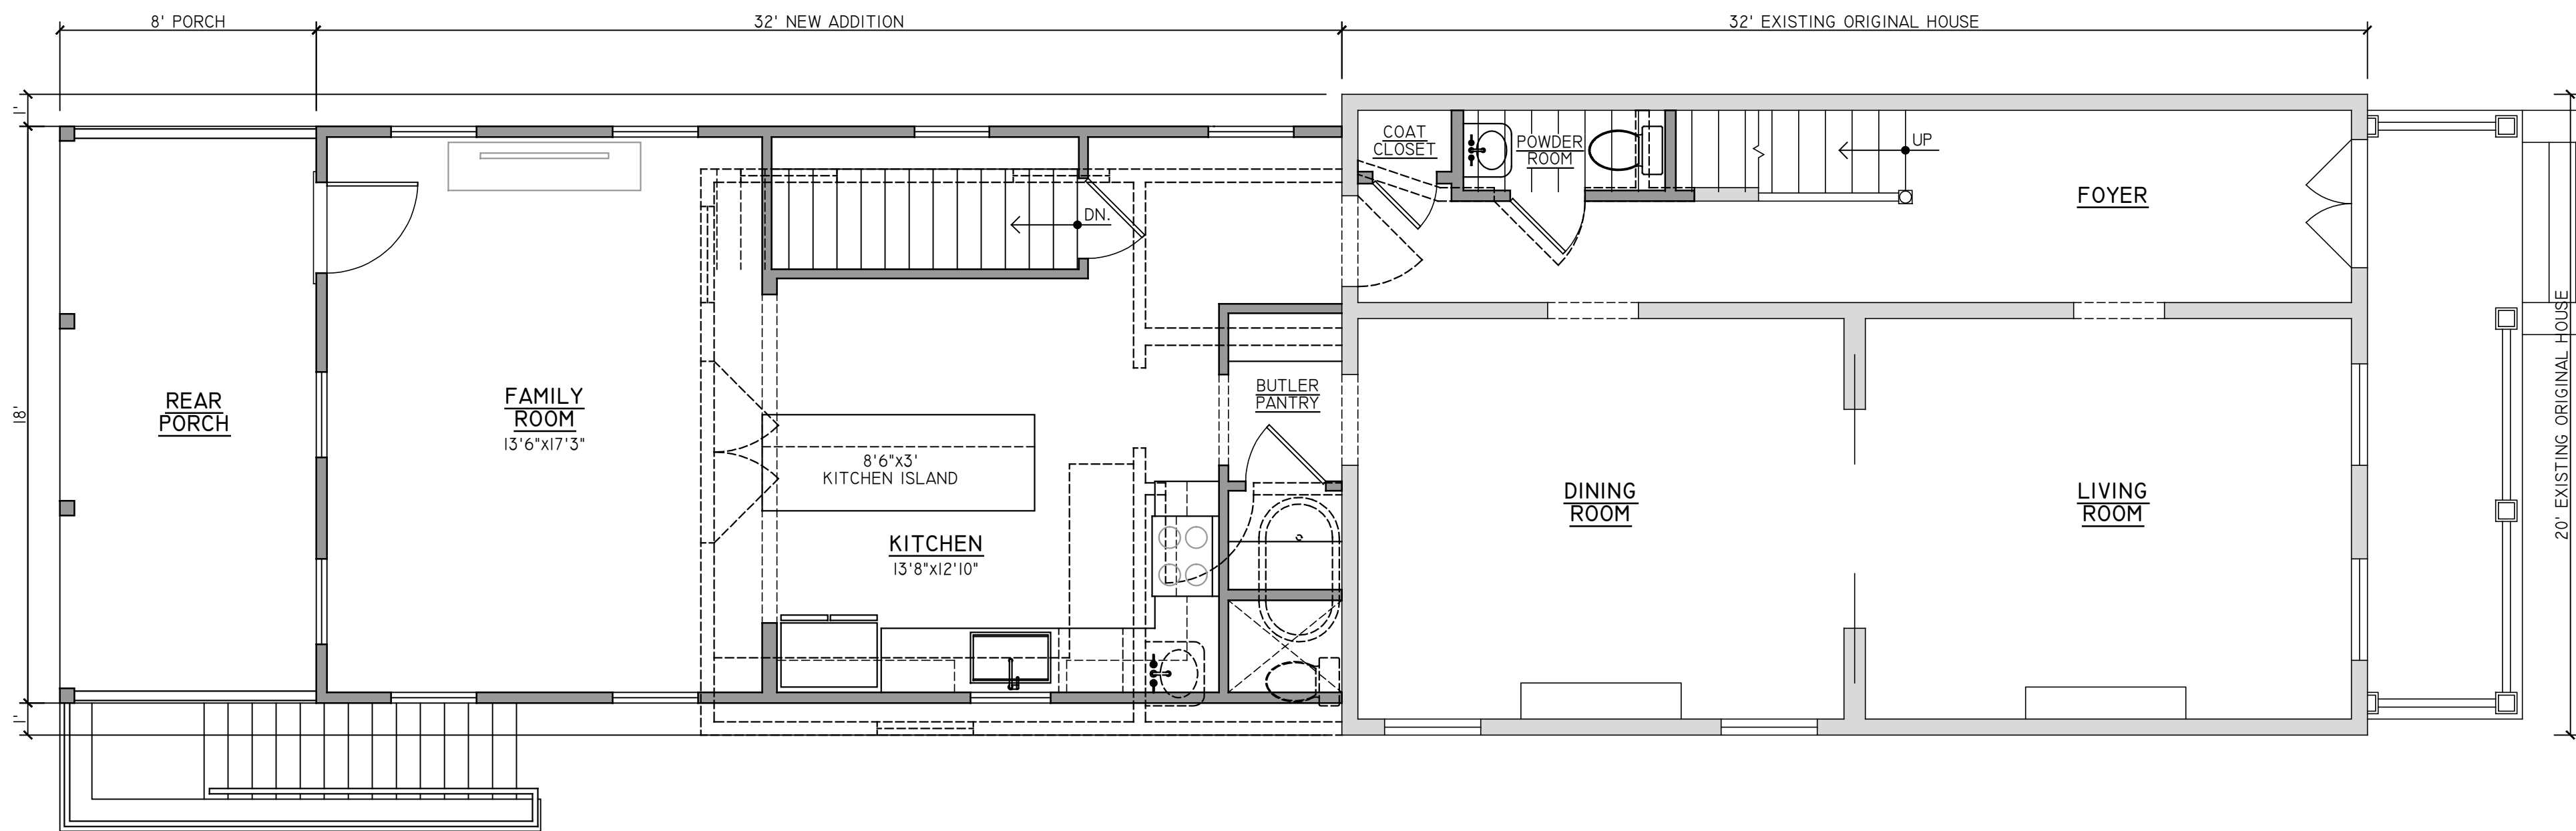 8' PORCH
32' NEW ADDITION
32' EXISTING ORIGINAL HOUSE
1'
18'
1'
REAR
PORCH
FAMILY
ROOM
13'6"x17'3"
DN.
8'6"x3'
KITCHEN ISLAND
KITCHEN
13'8"x12'10"
BUTLER
PANTRY
COAT
CLOSET
POWDER
ROOM
UP
FOYER
DINING
ROOM
LIVING
ROOM
20' EXISTING ORIGINAL HOUSE